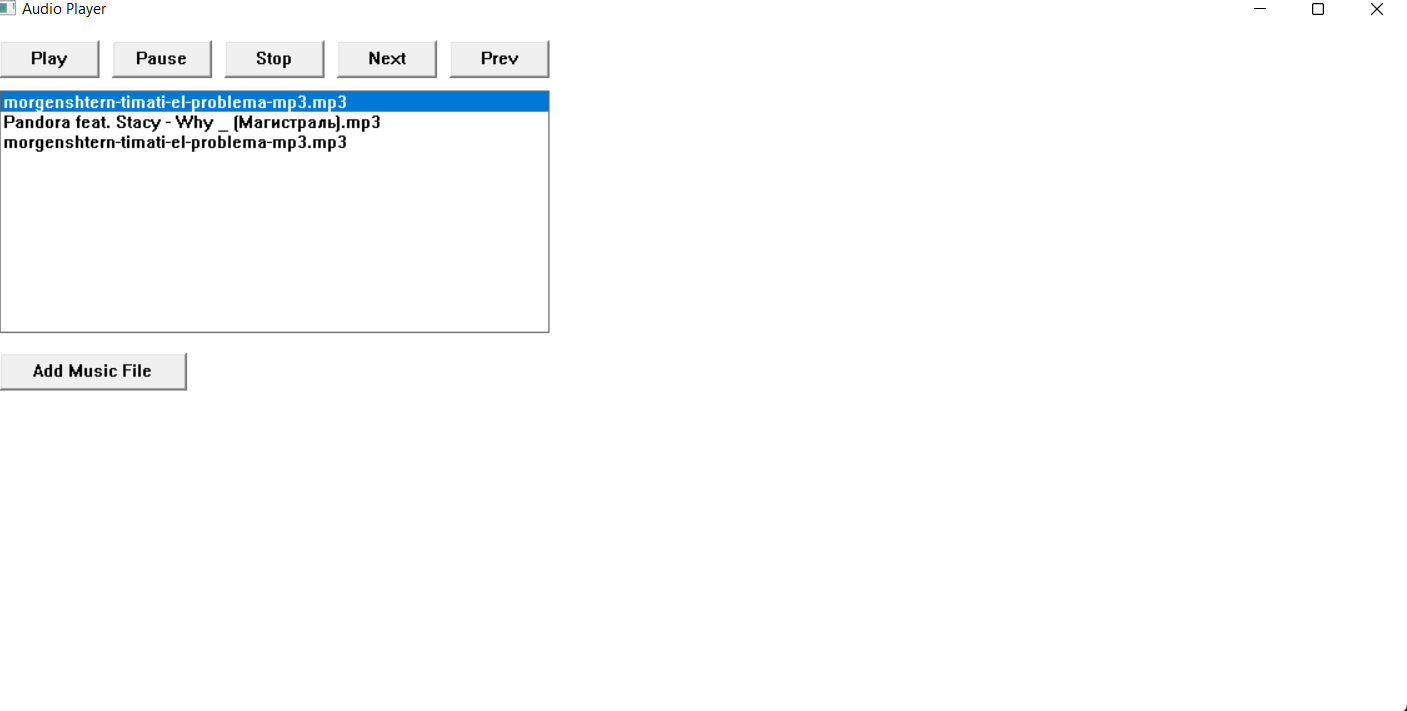 Audio Player
Play Pause Stop Next Prev
morgenshtern-timati-el-problema-mp3.mp3
Pandora feat. Stacy - Why _ (Магистраль).mp3
morgenshtern-timati-el-problema-mp3.mp3
Add Music File